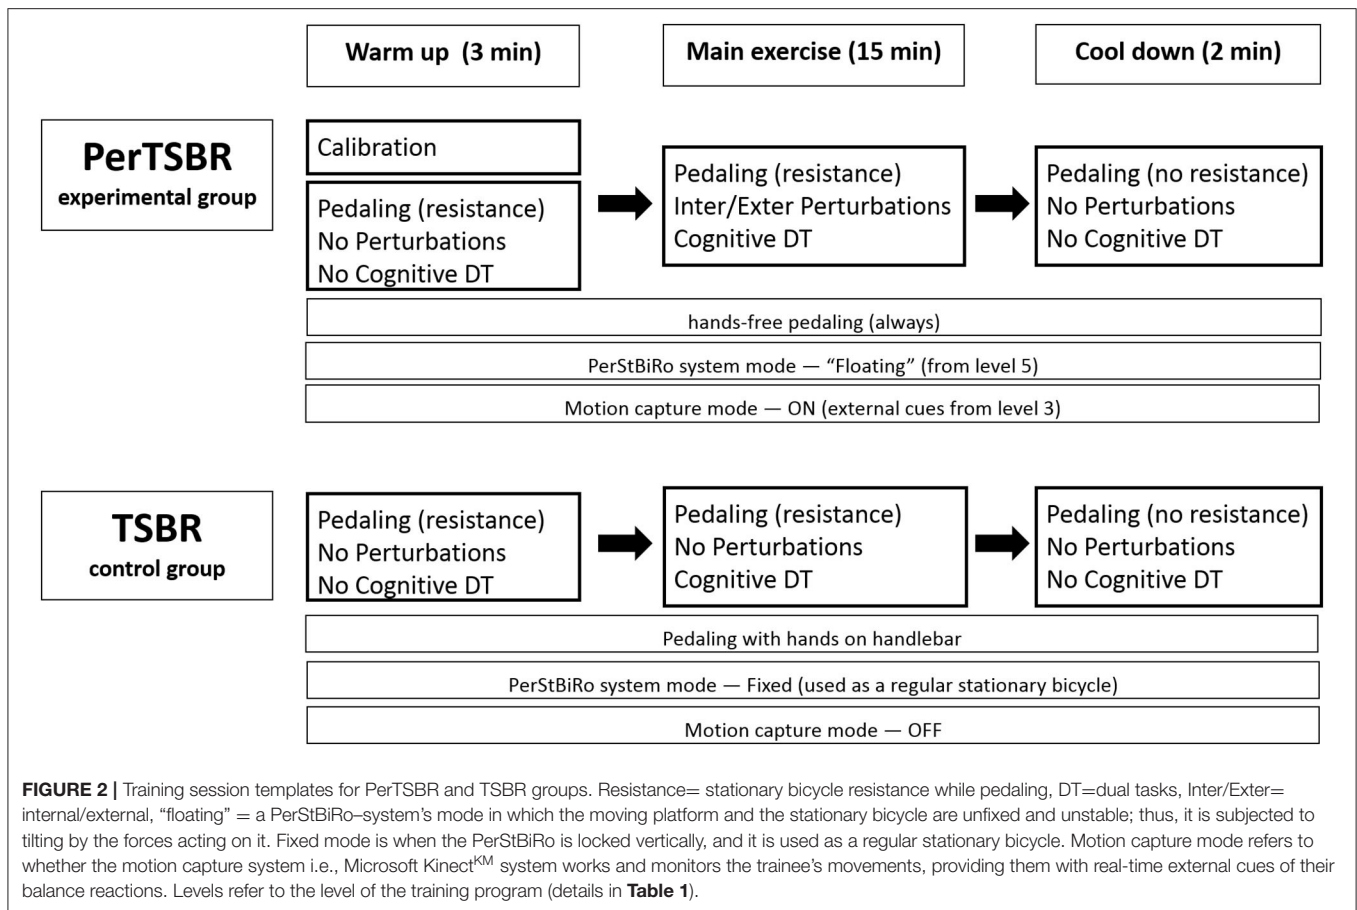 Warm up (3 min)
Main exercise (15 min)
Cool down (2 min)
PerTSBR
experimental group
Calibration
Pedaling (resistance)
No Perturbations
No Cognitive DT
Pedaling (resistance)
Inter/Exter Perturbations
Cognitive DT
Pedaling (no resistance)
No Perturbations
No Cognitive DT
hands-free pedaling (always)
PerStBiRo system mode — “Floating” (from level 5)
Motion capture mode — ON (external cues from level 3)
TSBR
control group
Pedaling (resistance)
No Perturbations
No Cognitive DT
Pedaling (resistance)
No Perturbations
Cognitive DT
Pedaling (no resistance)
No Perturbations
No Cognitive DT
Pedaling with hands on handlebar
PerStBiRo system mode — Fixed (used as a regular stationary bicycle)
Motion capture mode — OFF
FIGURE 2 | Training session templates for PerTSBR and TSBR groups. Resistance= stationary bicycle resistance while pedaling, DT=dual tasks, Inter/Exter=
internal/external, “floating” = a PerStBiRo–system’s mode in which the moving platform and the stationary bicycle are unfixed and unstable; thus, it is subjected to
tilting by the forces acting on it. Fixed mode is when the PerStBiRo is locked vertically, and it is used as a regular stationary bicycle. Motion capture mode refers to
whether the motion capture system i.e., Microsoft KinectKM system works and monitors the trainee’s movements, providing them with real-time external cues of their
balance reactions. Levels refer to the level of the training program (details in Table 1).